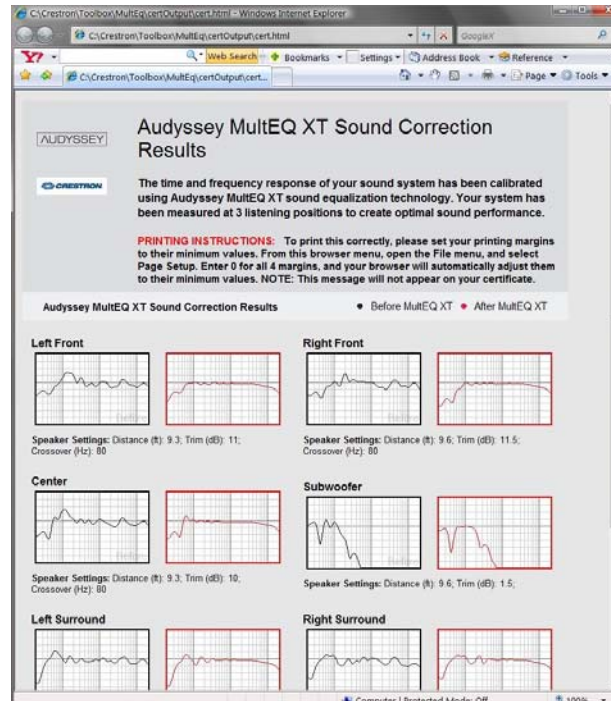 C:\Crestron\Toolbox\MultEq\certOutput\cert.html - Windows Internet Explorer
C:\Crestron\Toolbox\MultEq\certOutput\cert.html
Google
Y!
Web Search
Bookmarks
Settings
Address Book
Reference
C:\Crestron\Toolbox\MultEq\certOutput\cert...
Page
Tools
AUDYSSEY
CRESTRON
Audyssey MultEQ XT Sound Correction
Results
The time and frequency response of your sound system has been calibrated
using Audyssey MultEQ XT sound equalization technology. Your system has
been measured at 3 listening positions to create optimal sound performance.
PRINTING INSTRUCTIONS: To print this correctly, please set your printing margins
to their minimum values. From this browser menu, open the File menu, and select
Page Setup. Enter 0 for all 4 margins, and your browser will automatically adjust them
to their minimum values. NOTE: This message will not appear on your certificate.
Audyssey MultEQ XT Sound Correction Results
Before MultEQ XT
After MultEQ XT
Left Front
Right Front
Before
Speaker Settings: Distance (ft): 9.3; Trim (dB): 11;
Crossover (Hz): 80
Speaker Settings: Distance (ft): 9.6; Trim (dB): 11.5;
Crossover (Hz): 80
Center
Subwoofer
Speaker Settings: Distance (ft): 9.3; Trim (dB): 10;
Crossover (Hz): 80
Speaker Settings: Distance (ft): 9.6; Trim (dB): 1.5;
Left Surround
Right Surround
Computer | Protected Mode: Off
100%